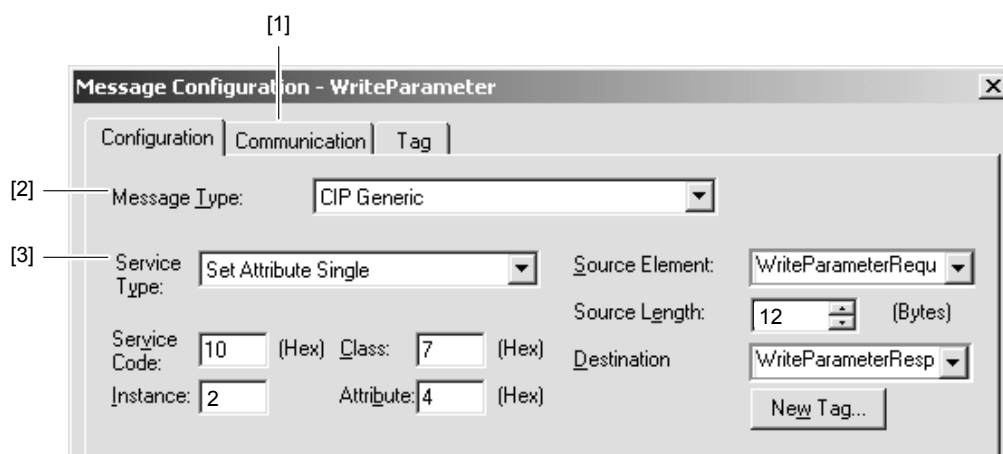 [1]
Message Configuration - WriteParameter
Configuration Communication Tag
[2] Message Type: CIP Generic
[3] Service Type: Set Attribute Single
Source Element: WriteParameterRequ
Source Length: 12 (Bytes)
Service Code: 10 (Hex) Class: 7 (Hex)
Destination WriteParameterResp
Instance: 2 Attribute: 4 (Hex)
New Tag...